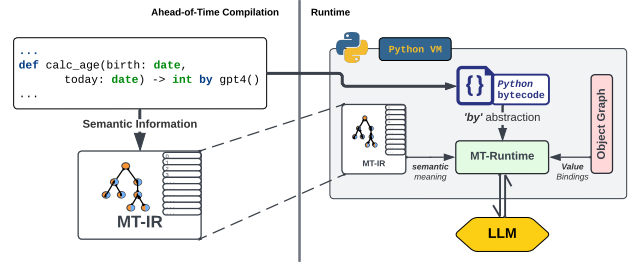 Ahead-of-Time Compilation
Runtime
...
def calc_age(birth: date,
today: date) -> int by gpt4()
...
Semantic Information
MT-IR
Python VM
{}
Python
bytecode
'by' abstraction
MT-IR
semantic
meaning
MT-Runtime
Value
Bindings
Object Graph
LLM